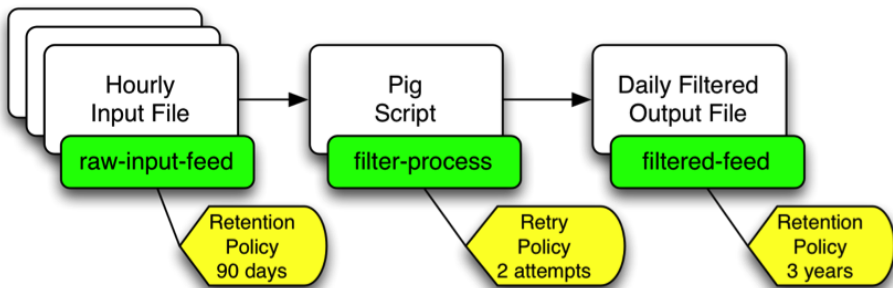 Hourly
Input File
raw-input-feed
Retention
Policy
90 days
Pig
Script
filter-process
Retry
Policy
2 attempts
Daily Filtered
Output File
filtered-feed
Retention
Policy
3 years